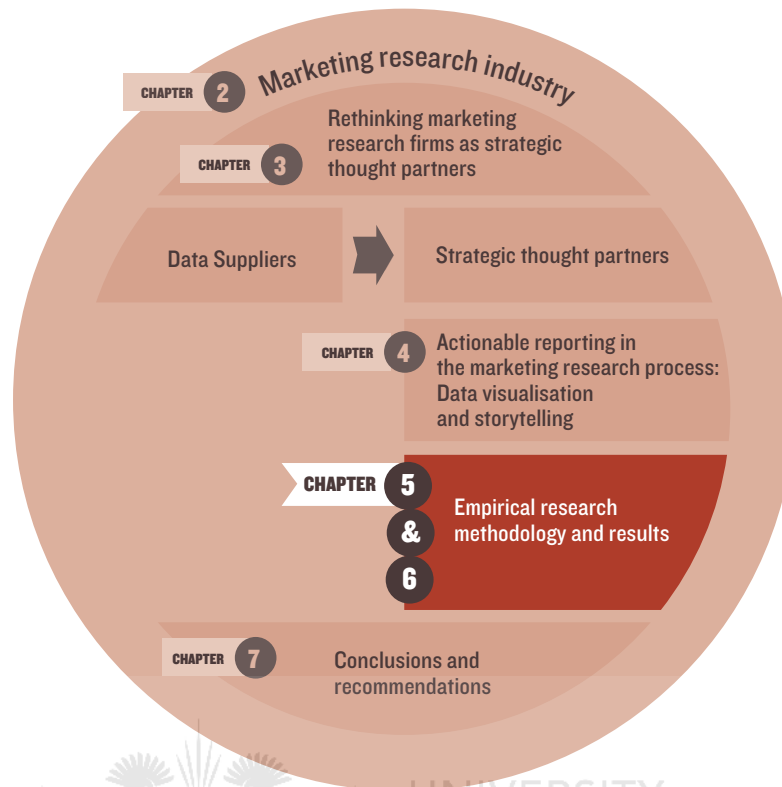 Marketing research industry
CHAPTER 2
Rethinking marketing
research firms as strategic
thought partners
CHAPTER 3
Data Suppliers
Strategic thought partners
CHAPTER 4
Actionable reporting in
the marketing research process:
Data visualisation
and storytelling
CHAPTER 5
&
6
Empirical research
methodology and results
CHAPTER 7
Conclusions and
recommendations
UNIVERSITY